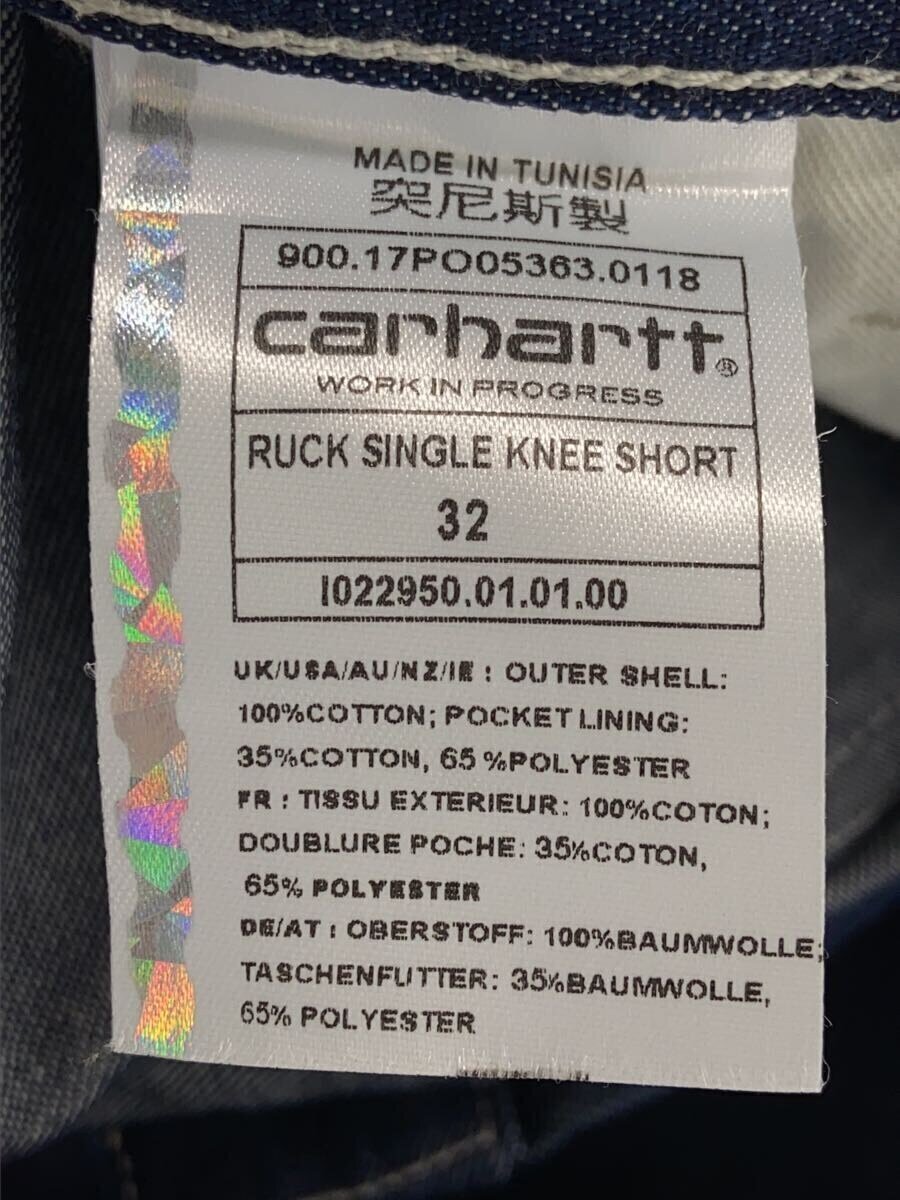 MADE IN TUNISIA
突尼斯製
900.17PO05363.0118
carhartt®
WORK IN PROGRESS
RUCK SINGLE KNEE SHORT
32
I022950.01.01.00
UK/USA/AU/NZ/IE : OUTER SHELL:
100%COTTON; POCKET LINING:
35%COTTON, 65 %POLYESTER
FR : TISSU EXTERIEUR: 100%COTON;
DOUBLURE POCHE: 35%COTON,
65% POLYESTER
DE/AT : OBERSTOFF: 100%BAUMWOLLE;
TASCHENFUTTER: 35%BAUMWOLLE,
65% POLYESTER